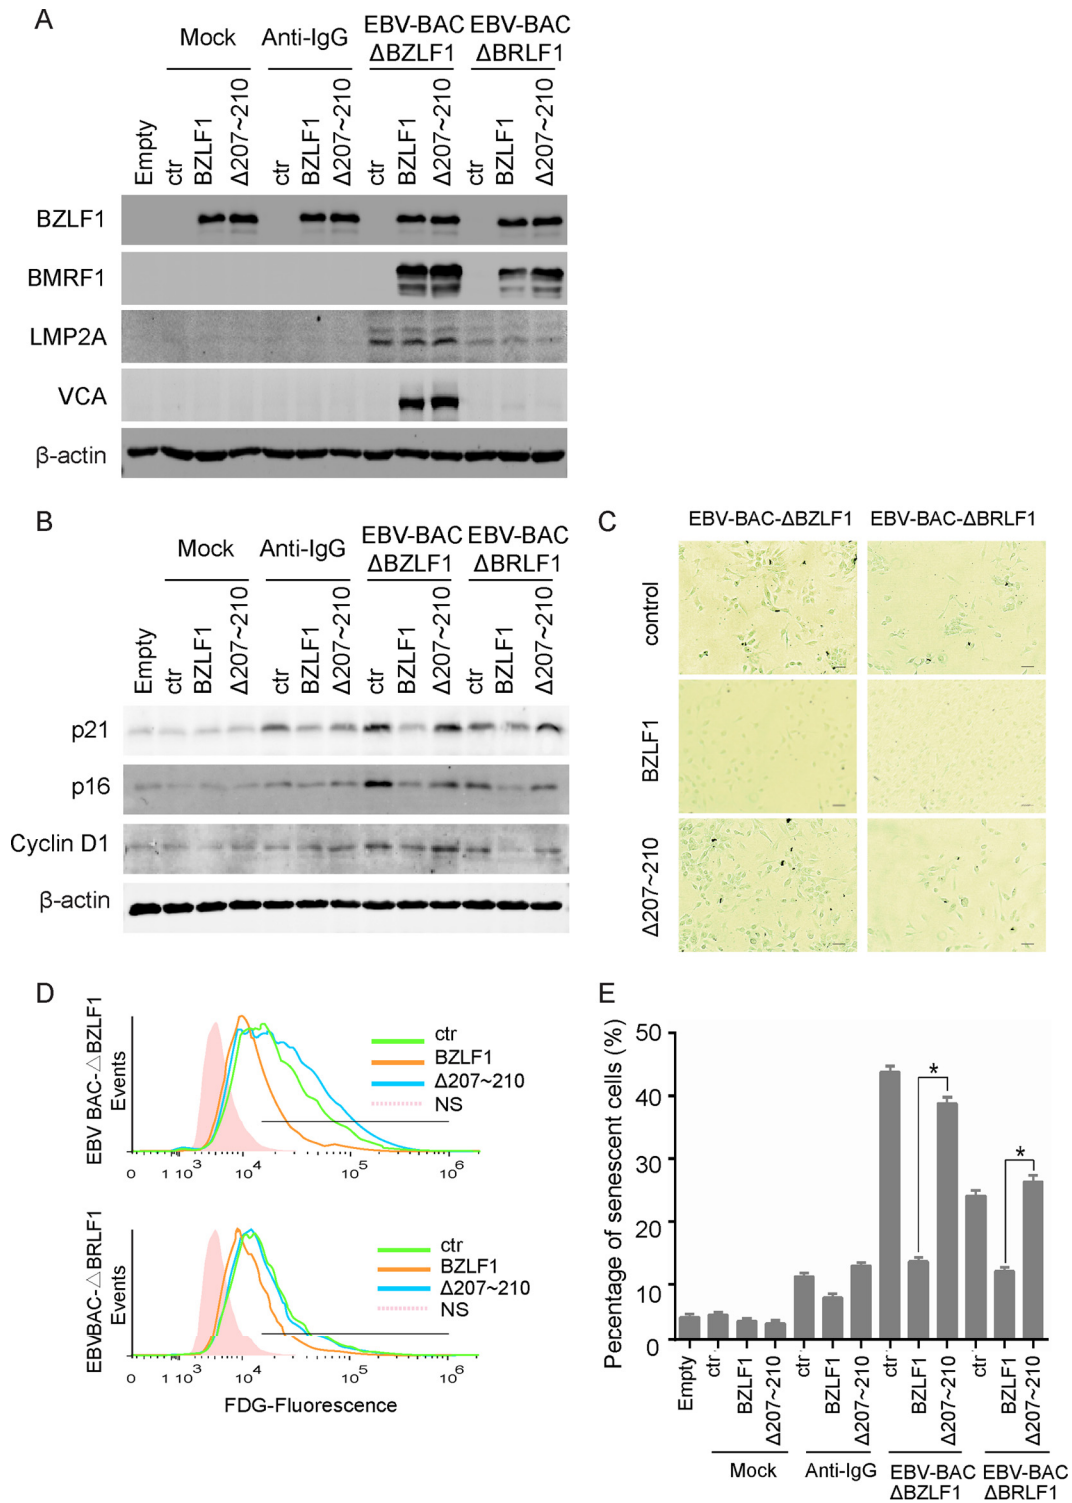 A
Mock
Anti-IgG
EBV-BAC
ΔBZLF1
EBV-BAC
ΔBRLF1
Empty
ctr
BZLF1
Δ207~210
ctr
BZLF1
Δ207~210
ctr
BZLF1
Δ207~210
ctr
BZLF1
Δ207~210
BZLF1
BMRF1
LMP2A
VCA
β-actin
B
Mock
Anti-IgG
EBV-BAC
ΔBZLF1
EBV-BAC
ΔBRLF1
Empty
ctr
BZLF1
Δ207~210
ctr
BZLF1
Δ207~210
ctr
BZLF1
Δ207~210
ctr
BZLF1
Δ207~210
p21
p16
Cyclin D1
β-actin
C
EBV-BAC-ΔBZLF1
EBV-BAC-ΔBRLF1
control
BZLF1
Δ207~210
D
EBV BAC-△BZLF1
Events
ctr
BZLF1
Δ207~210
NS
0
1 10³
10⁴
10⁵
10⁶
EBVBAC-△BRLF1
Events
ctr
BZLF1
Δ207~210
NS
0
1 10³
10⁴
10⁵
10⁶
FDG-Fluorescence
E
Pecentage of senescent cells (%)
50
40
30
20
10
0
*
*
Empty
ctr
BZLF1
Δ207~210
ctr
BZLF1
Δ207~210
ctr
BZLF1
Δ207~210
ctr
BZLF1
Δ207~210
Mock
Anti-IgG
EBV-BAC
ΔBZLF1
EBV-BAC
ΔBRLF1